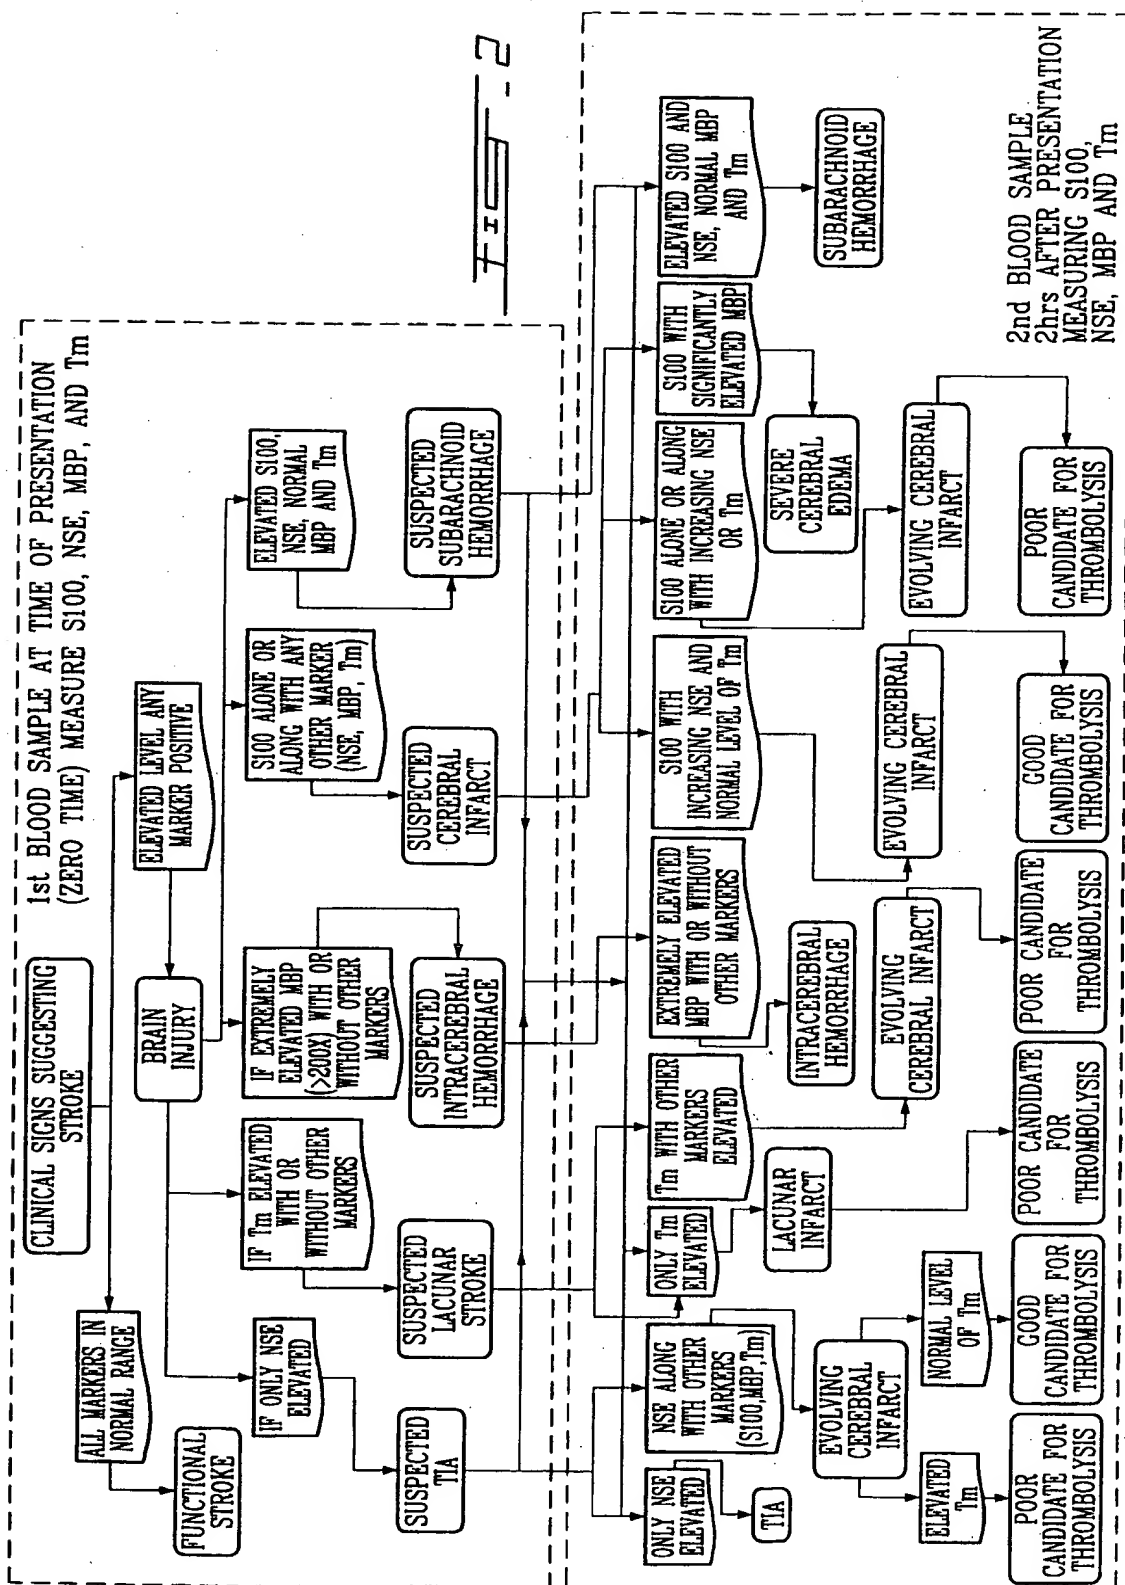 1st BLOOD SAMPLE AT TIME OF PRESENTATION
(ZERO TIME) MEASURE S100, NSE, MBP, AND Tm
CLINICAL SIGNS SUGGESTING
STROKE
ALL MARKERS IN
NORMAL RANGE
ELEVATED LEVEL ANY
MARKER POSITIVE
FUNCTIONAL
STROKE
BRAIN
INJURY
IF ONLY NSE
ELEVATED
IF Tm ELEVATED
WITH OR
WITHOUT OTHER
MARKERS
IF EXTREMELY
ELEVATED MBP
(>200X) WITH OR
WITHOUT OTHER
MARKERS
S100 ALONE OR
ALONG WITH ANY
OTHER MARKER
(NSE, MBP, Tm)
ELEVATED S100,
NSE, NORMAL
MBP AND Tm
SUSPECTED
TIA
SUSPECTED
LACUNAR
STROKE
SUSPECTED
INTRACEREBRAL
HEMORRHAGE
SUSPECTED
CEREBRAL
INFARCT
SUSPECTED
SUBARACHNOID
HEMORRHAGE
FIG - 2
ONLY NSE
ELEVATED
NSE ALONG
WITH OTHER
MARKERS
(S100,MBP,Tm)
ONLY Tm
ELEVATED
Tm WITH OTHER
MARKERS
ELEVATED
EXTREMELY ELEVATED
MBP WITH OR WITHOUT
OTHER MARKERS
S100 WITH
INCREASING NSE AND
NORMAL LEVEL OF Tm
S100 ALONE OR ALONG
WITH INCREASING NSE
OR Tm
S100 WITH
SIGNIFICANTLY
ELEVATED MBP
ELEVATED S100 AND
NSE, NORMAL MBP
AND Tm
TIA
EVOLVING
CEREBRAL
INFARCT
LACUNAR
INFARCT
INTRACEREBRAL
HEMORRHAGE
SEVERE
CEREBRAL
EDEMA
SUBARACHNOID
HEMORRHAGE
ELEVATED
Tm
NORMAL LEVEL
OF Tm
EVOLVING
CEREBRAL INFARCT
EVOLVING CEREBRAL
INFARCT
EVOLVING CEREBRAL
INFARCT
POOR
CANDIDATE FOR
THROMBOLYSIS
GOOD
CANDIDATE FOR
THROMBOLYSIS
POOR CANDIDATE
FOR
THROMBOLYSIS
POOR CANDIDATE
FOR
THROMBOLYSIS
GOOD
CANDIDATE FOR
THROMBOLYSIS
POOR
CANDIDATE FOR
THROMBOLYSIS
2nd BLOOD SAMPLE
2hrs AFTER PRESENTATION
MEASURING S100,
NSE, MBP AND Tm